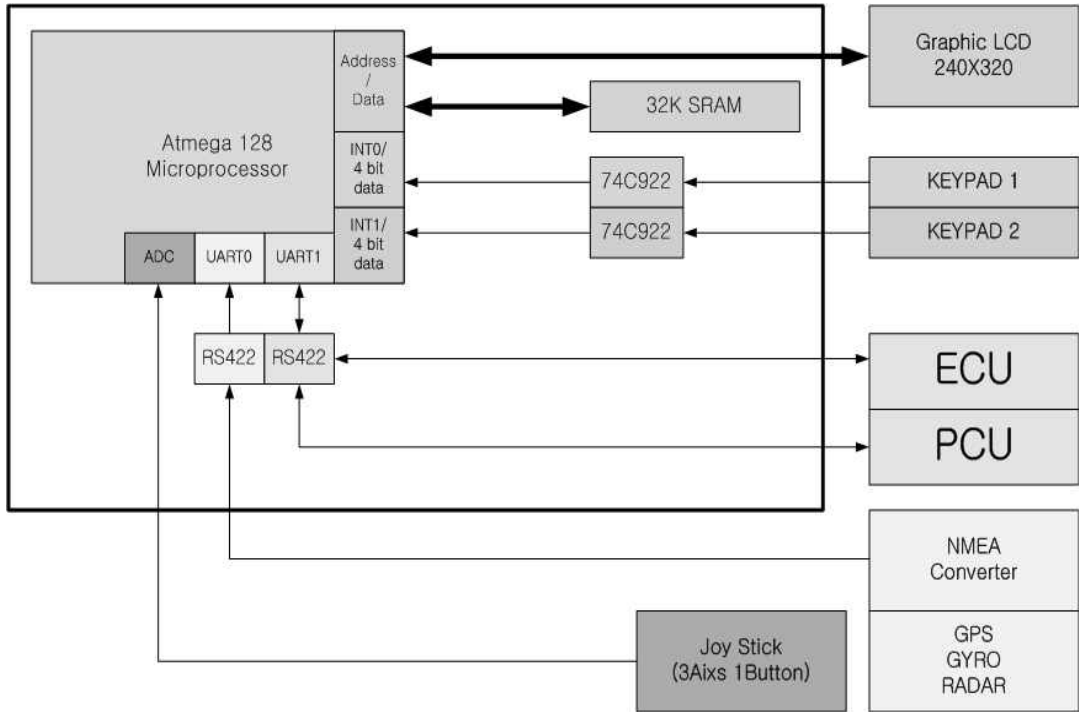 Graphic LCD
240X320
Address
/
Data
32K SRAM
Atmega 128
Microprocessor
INT0/
4 bit
data
74C922
KEYPAD 1
INT1/
4 bit
data
74C922
KEYPAD 2
ADC
UART0
UART1
RS422
RS422
ECU
PCU
NMEA
Converter
Joy Stick
(3Aixs 1Button)
GPS
GYRO
RADAR